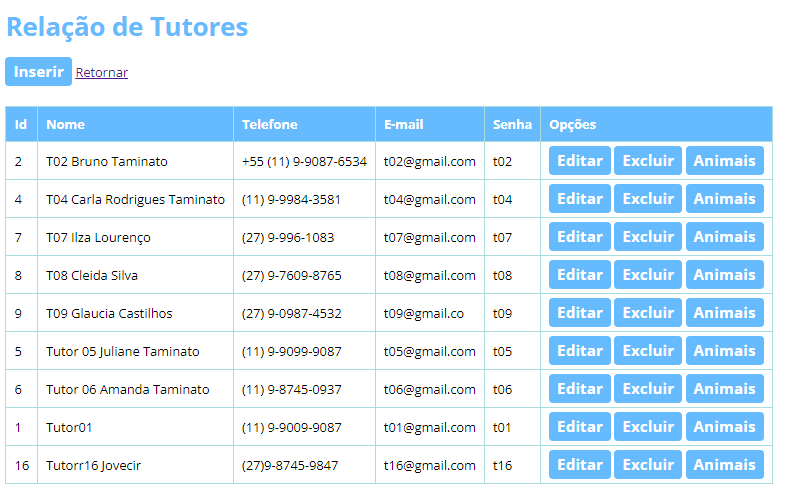 Relação de Tutores
Inserir Retornar
Id Nome Telefone E-mail Senha Opções
2 T02 Bruno Taminato +55 (11) 9-9087-6534 t02@gmail.com t02 Editar Excluir Animais
4 T04 Carla Rodrigues Taminato (11) 9-9984-3581 t04@gmail.com t04 Editar Excluir Animais
7 T07 Ilza Lourenço (27) 9-996-1083 t07@gmail.com t07 Editar Excluir Animais
8 T08 Cleida Silva (27) 9-7609-8765 t08@gmail.com t08 Editar Excluir Animais
9 T09 Glaucia Castilhos (27) 9-0987-4532 t09@gmail.co t09 Editar Excluir Animais
5 Tutor 05 Juliane Taminato (11) 9-9099-9087 t05@gmail.com t05 Editar Excluir Animais
6 Tutor 06 Amanda Taminato (11) 9-8745-0937 t06@gmail.com t06 Editar Excluir Animais
1 Tutor01 (11) 9-9009-9087 t01@gmail.com t01 Editar Excluir Animais
16 Tutorr16 Jovecir (27)9-8745-9847 t16@gmail.com t16 Editar Excluir Animais